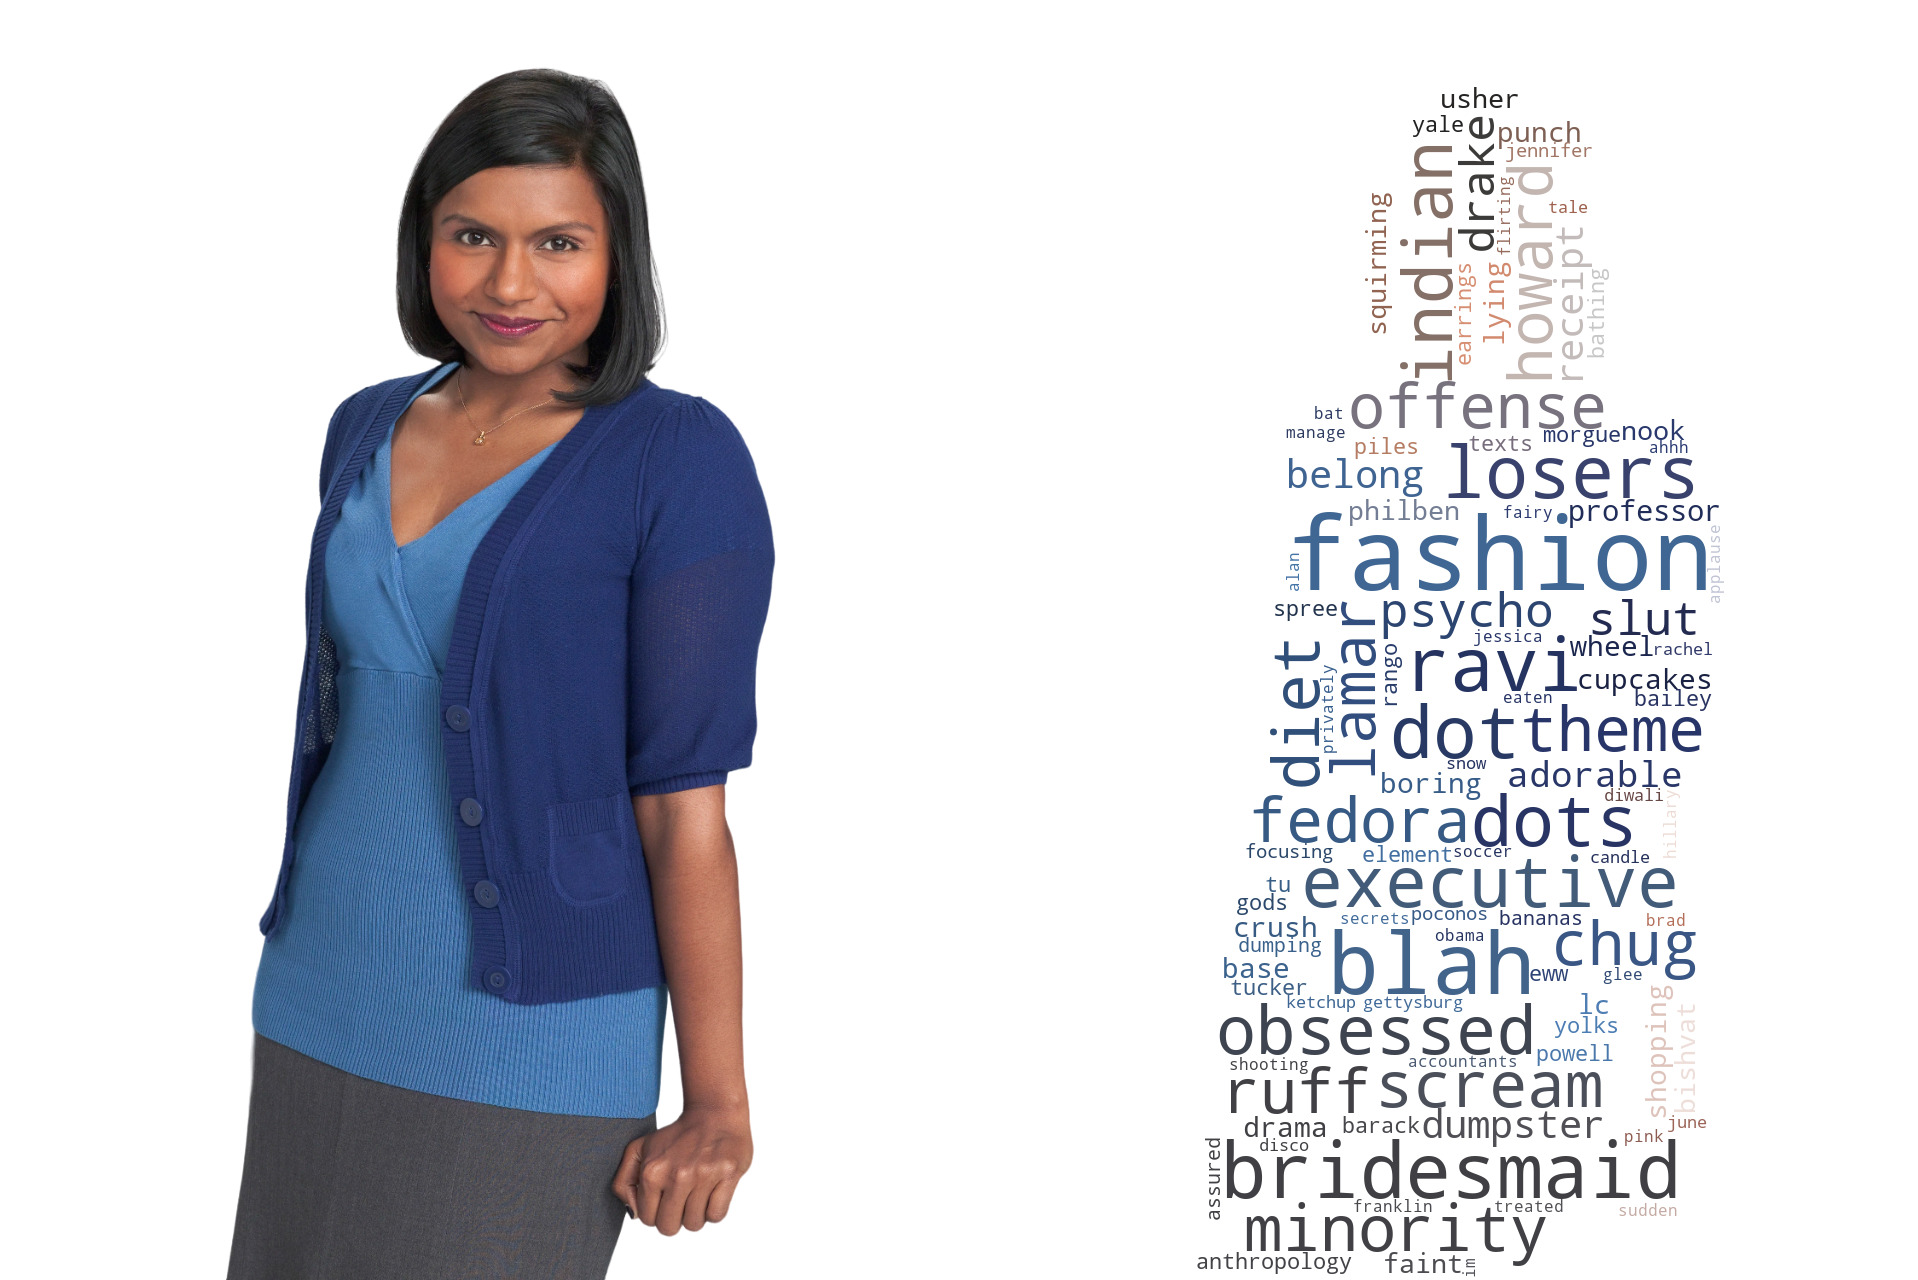 usher
yale
drake
punch
jennifer
indian
squirming
flirting
howard
tale
receipt
earrings
lying
bathing
offense
bat
manage
piles
texts
morgue
nook
ahhh
belong
losers
philben
fairy
professor
fashion
alan
applause
spree
psycho
slut
lamar
jessica
wheel
rachel
diet
rango
ravi
cupcakes
privately
eaten
bailey
dot
theme
snow
boring
adorable
diwali
hillary
fedora
dots
focusing
element
soccer
candle
tu
executive
gods
secrets
poconos
bananas
brad
crush
obama
chug
dumping
blah
base
eww
glee
tucker
ketchup
gettysburg
lc
shopping
bishvat
yolks
obsessed
powell
shooting
accountants
ruff
scream
drama
barack
dumpster
june
pink
disco
assured
bridesmaid
franklin
treated
sudden
minority
anthropology
faint
im